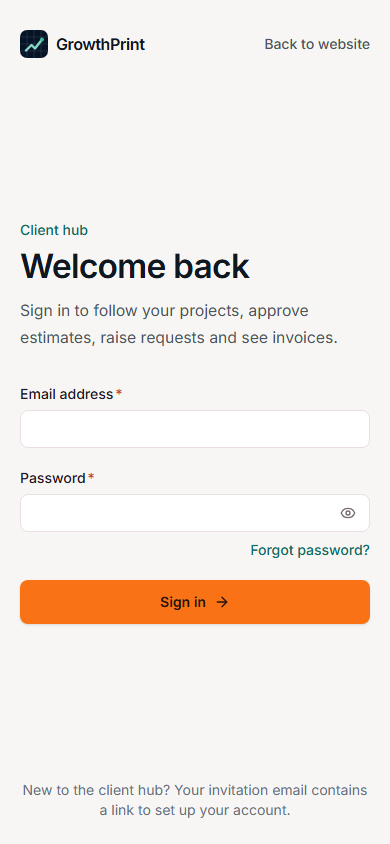 GrowthPrint
Back to website
Client hub
Welcome back
Sign in to follow your projects, approve
estimates, raise requests and see invoices.
Email address *
Password *
Forgot password?
Sign in →
New to the client hub? Your invitation email contains
a link to set up your account.